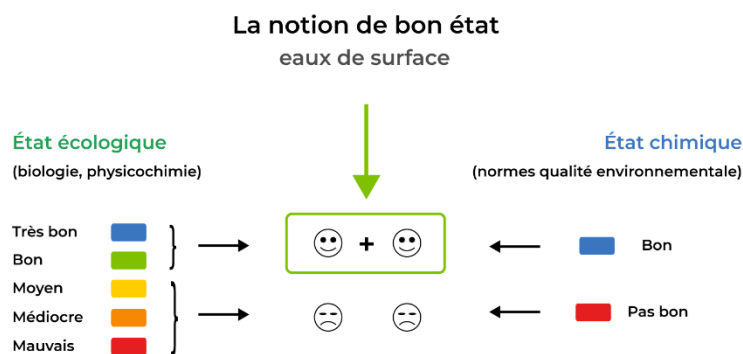 La notion de bon état
eaux de surface
État écologique
(biologie, physicochimie)
État chimique
(normes qualité environnementale)
Très bon
Bon
Moyen
Médiocre
Mauvais
+
Bon
Pas bon